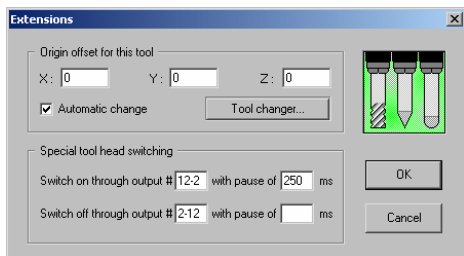 Extensions
Origin offset for this tool
X: 0 Y: 0 Z: 0
Automatic change Tool changer...
Special tool head switching
Switch on through output # 12-2 with pause of 250 ms
Switch off through output # 2-12 with pause of ms
OK
Cancel